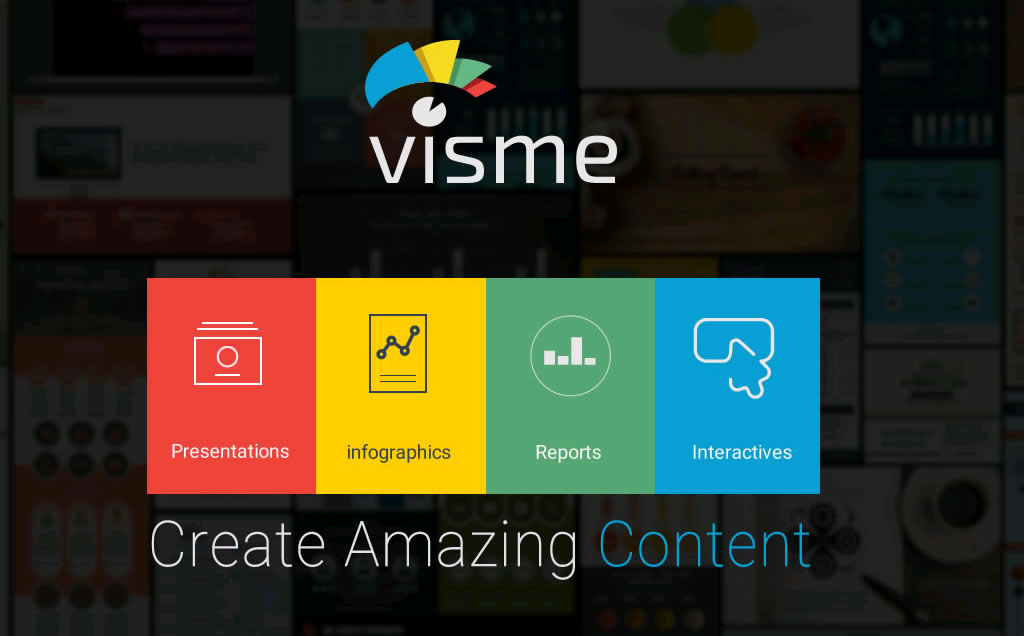 visme
Presentations
infographics
Reports
Interactives
Create Amazing Content